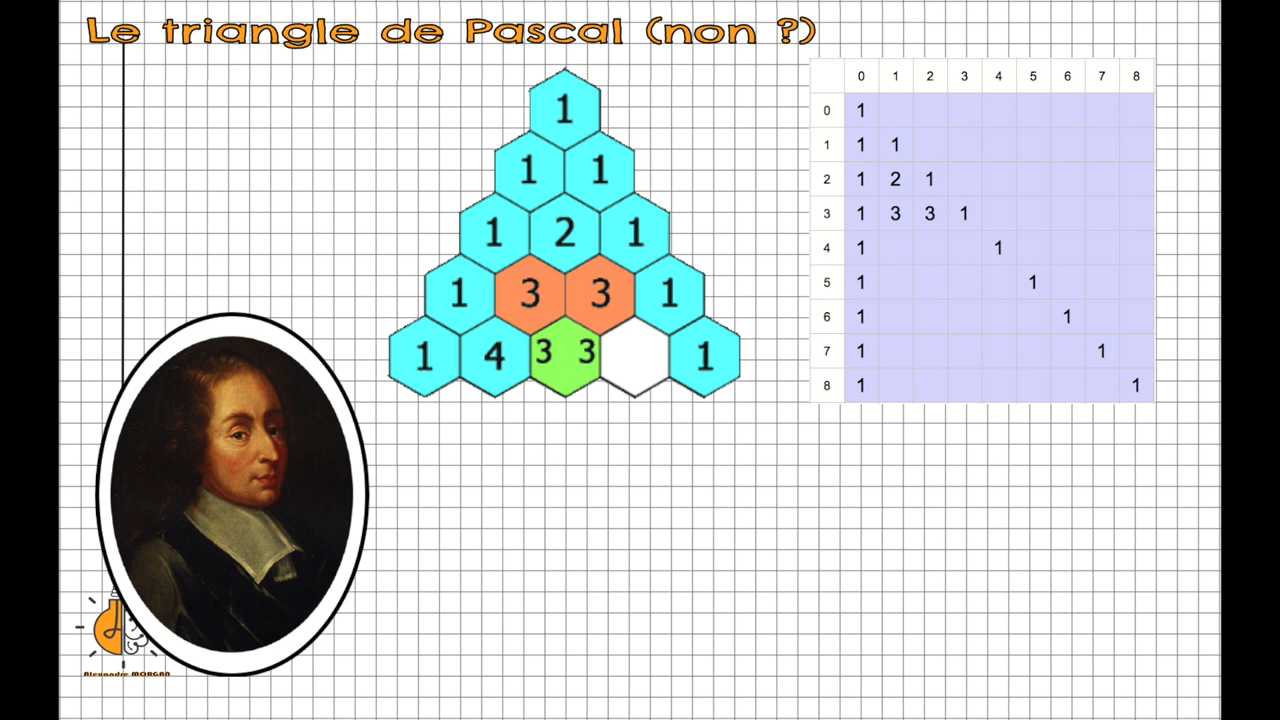 Le triangle de Pascal (non ?)
1
1 1
1 2 1
1 3 3 1
1 4 3 3 1
0 1 2 3 4 5 6 7 8
0 1
1 1 1
2 1 2 1
3 1 3 3 1
4 1 1
5 1 1
6 1 1
7 1 1
8 1 1
Alexandre MORGAN